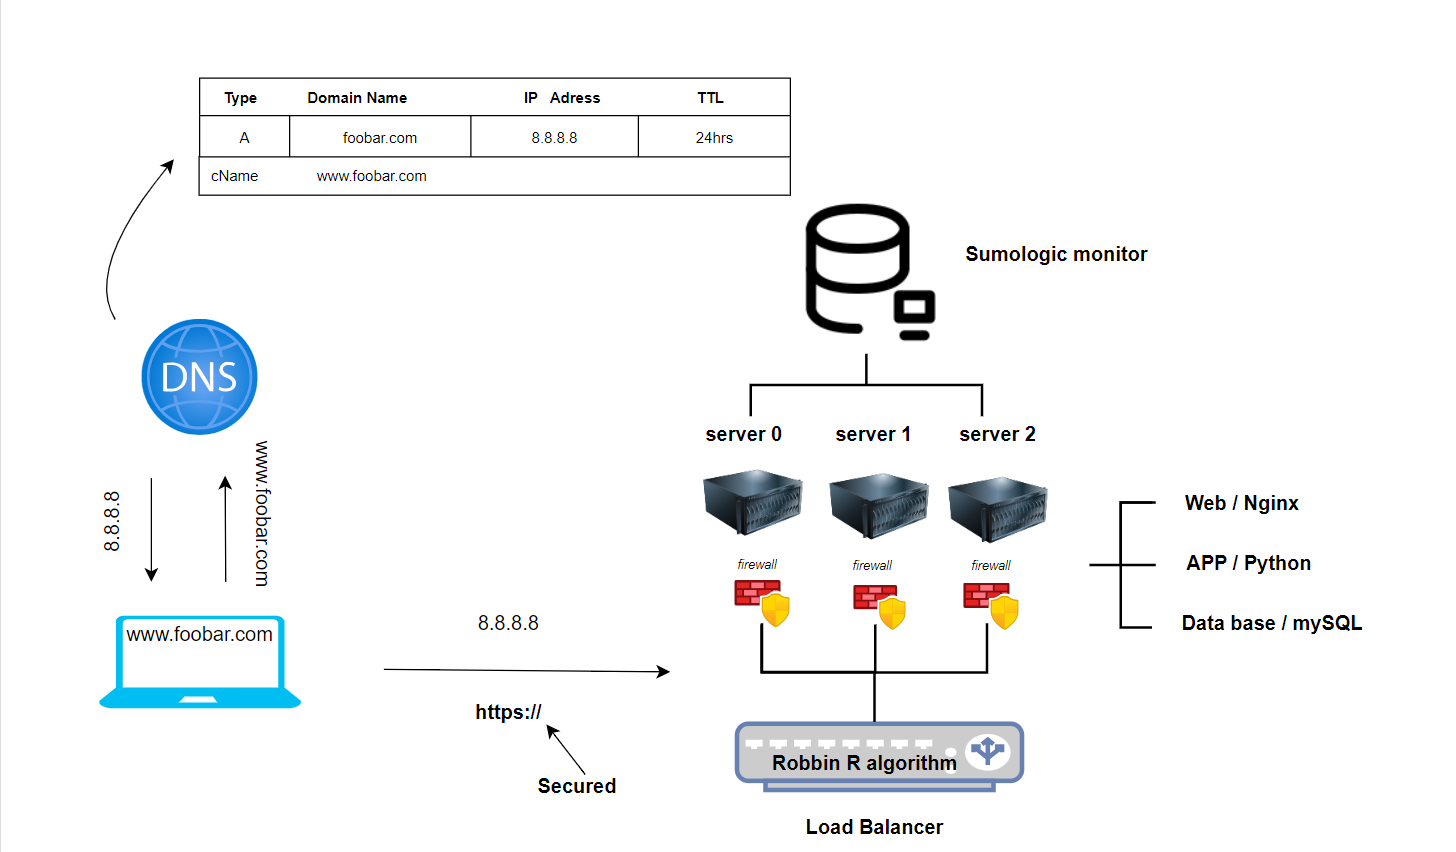 Type Domain Name IP Adress TTL
A foobar.com 8.8.8.8 24hrs
cName www.foobar.com
Sumologic monitor
DNS
server 0 server 1 server 2
8.8.8.8
www.foobar.com
Web / Nginx
firewall firewall firewall
APP / Python
Data base / mySQL
www.foobar.com
8.8.8.8
https://
Secured
Robbin R algorithm
Load Balancer